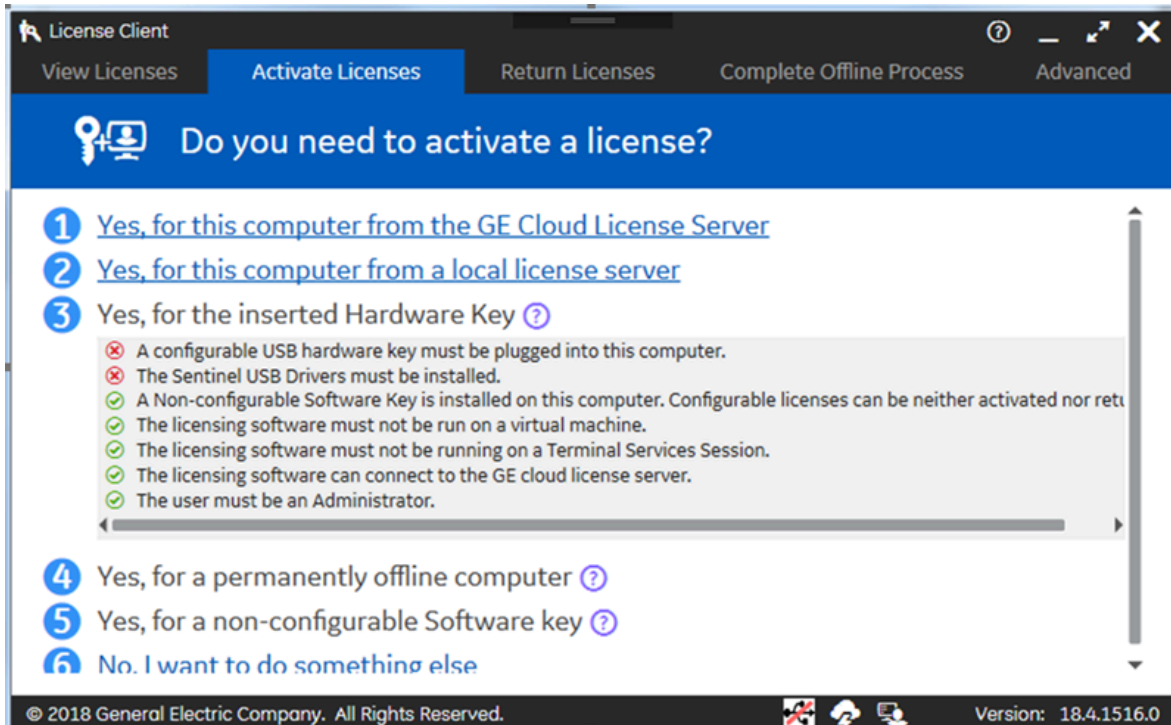 License Client
View Licenses Activate Licenses Return Licenses Complete Offline Process Advanced
Do you need to activate a license?
1 Yes, for this computer from the GE Cloud License Server
2 Yes, for this computer from a local license server
3 Yes, for the inserted Hardware Key ?
A configurable USB hardware key must be plugged into this computer.
The Sentinel USB Drivers must be installed.
A Non-configurable Software Key is installed on this computer. Configurable licenses can be neither activated nor retu
The licensing software must not be run on a virtual machine.
The licensing software must not be running on a Terminal Services Session.
The licensing software can connect to the GE cloud license server.
The user must be an Administrator.
4 Yes, for a permanently offline computer ?
5 Yes, for a non-configurable Software key ?
6 No, I want to do something else
© 2018 General Electric Company. All Rights Reserved. Version: 18.4.1516.0